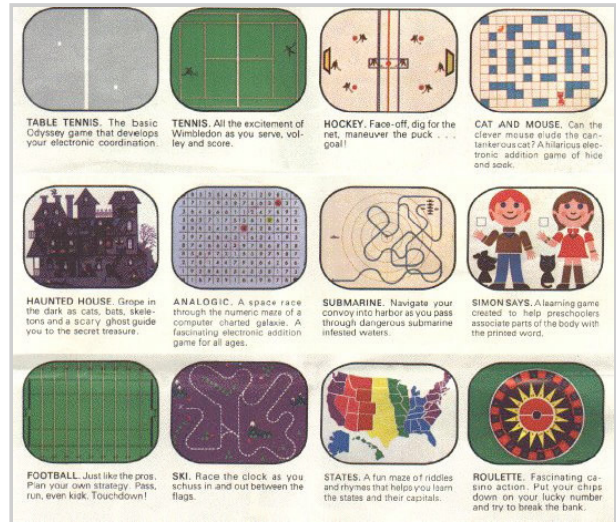 TABLE TENNIS. The basic
Odyssey game that develops
your electronic coordination.
TENNIS. All the excitement of
Wimbledon as you serve, vol-
ley and score.
HOCKEY. Face-off, dig for the
net, maneuver the puck . . .
goal!
CAT AND MOUSE. Can the
clever mouse elude the can-
tankerous cat? A hilarious elec-
tronic addition game of hide
and seek.
HAUNTED HOUSE. Grope in
the dark as cats, bats, skele-
tons and a scary ghost guide
you to the secret treasure.
ANALOGIC. A space race
through the numeric maze of a
computer charted galaxie. A
fascinating electronic addition
game for all ages.
SUBMARINE. Navigate your
convoy into harbor as you pass
through dangerous submarine
infested waters.
SIMON SAYS. A learning game
created to help preschoolers
associate parts of the body with
the printed word.
FOOTBALL. Just like the pros.
Plan your own strategy. Pass,
run, even kick. Touchdown!
SKI. Race the clock as you
schuss in and out between the
flags.
STATES. A fun maze of riddles
and rhymes that helps you learn
the states and their capitals.
ROULETTE. Fascinating ca-
sino action. Put your chips
down on your lucky number
and try to break the bank.